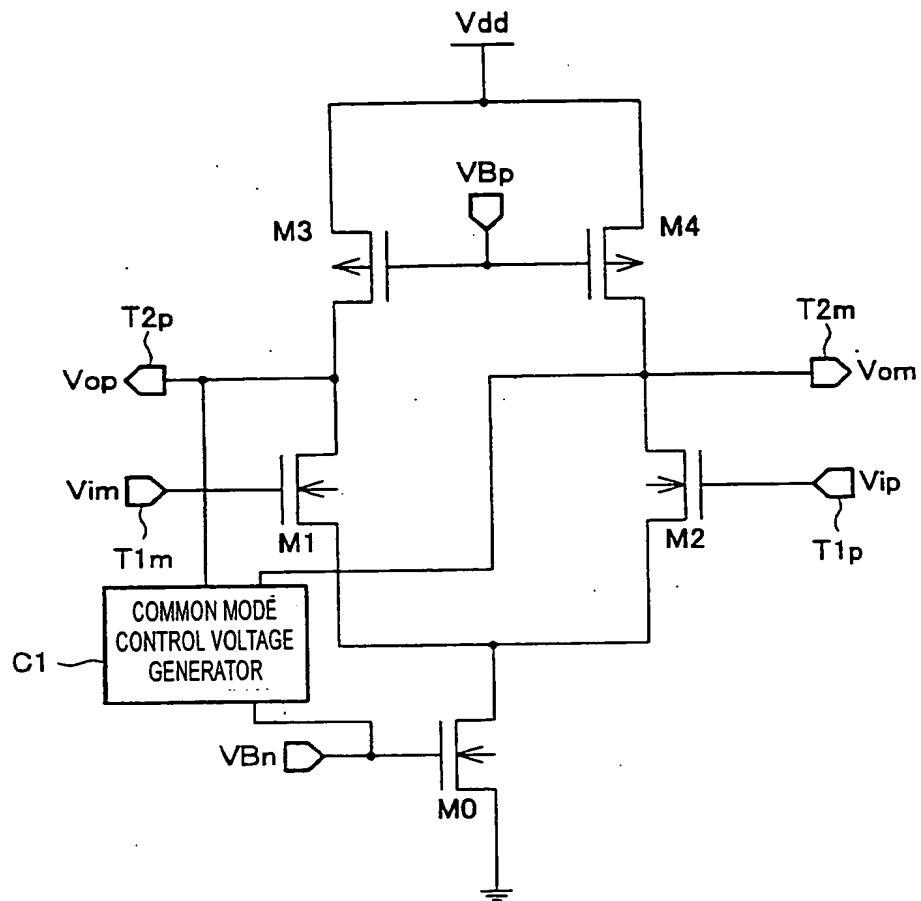 Vdd
VBp
M3
M4
T2p
T2m
Vop
Vom
Vim
Vip
M1
M2
T1m
T1p
COMMON MODE
CONTROL VOLTAGE
GENERATOR
C1
VBn
M0